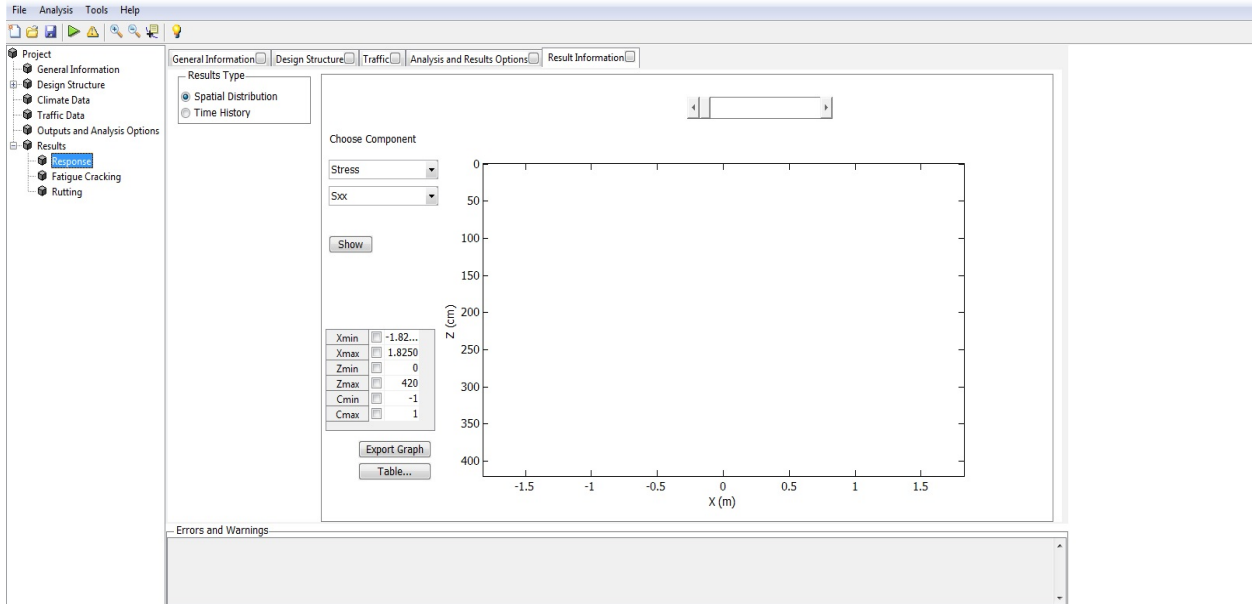 File Analysis Tools Help
Project
General Information
Design Structure
Climate Data
Traffic Data
Outputs and Analysis Options
Results
Response
Fatigue Cracking
Rutting
General Information Design Structure Traffic Analysis and Results Options Result Information
Results Type
Spatial Distribution
Time History
Choose Component
Stress
Sxx
Show
Xmin -1.82...
Xmax 1.8250
Zmin 0
Zmax 420
Cmin -1
Cmax 1
Export Graph
Table...
0
50
100
150
200
250
300
350
400
Z (cm)
-1.5 -1 -0.5 0 0.5 1 1.5
X (m)
Errors and Warnings